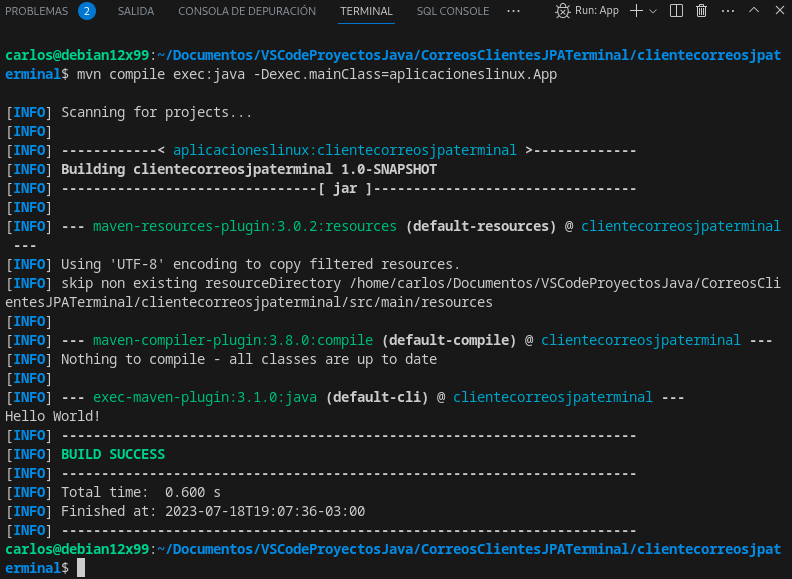 PROBLEMAS 2 SALIDA CONSOLA DE DEPURACIÓN TERMINAL SQL CONSOLE ··· Run: App ···
carlos@debian12x99:~/Documentos/VSCodeProyectosJava/CorreosClientesJPATerminal/clientecorreosjpat
erminal$ mvn compile exec:java -Dexec.mainClass=aplicacioneslinux.App
[INFO] Scanning for projects...
[INFO]
[INFO] ------------< aplicacioneslinux:clientecorreosjpaterminal >-------------
[INFO] Building clientecorreosjpaterminal 1.0-SNAPSHOT
[INFO] --------------------------------[ jar ]---------------------------------
[INFO]
[INFO] --- maven-resources-plugin:3.0.2:resources (default-resources) @ clientecorreosjpaterminal
 ---
[INFO] Using 'UTF-8' encoding to copy filtered resources.
[INFO] skip non existing resourceDirectory /home/carlos/Documentos/VSCodeProyectosJava/CorreosCli
entesJPATerminal/clientecorreosjpaterminal/src/main/resources
[INFO]
[INFO] --- maven-compiler-plugin:3.8.0:compile (default-compile) @ clientecorreosjpaterminal ---
[INFO] Nothing to compile - all classes are up to date
[INFO]
[INFO] --- exec-maven-plugin:3.1.0:java (default-cli) @ clientecorreosjpaterminal ---
Hello World!
[INFO] ------------------------------------------------------------------------
[INFO] BUILD SUCCESS
[INFO] ------------------------------------------------------------------------
[INFO] Total time:  0.600 s
[INFO] Finished at: 2023-07-18T19:07:36-03:00
[INFO] ------------------------------------------------------------------------
carlos@debian12x99:~/Documentos/VSCodeProyectosJava/CorreosClientesJPATerminal/clientecorreosjpat
erminal$